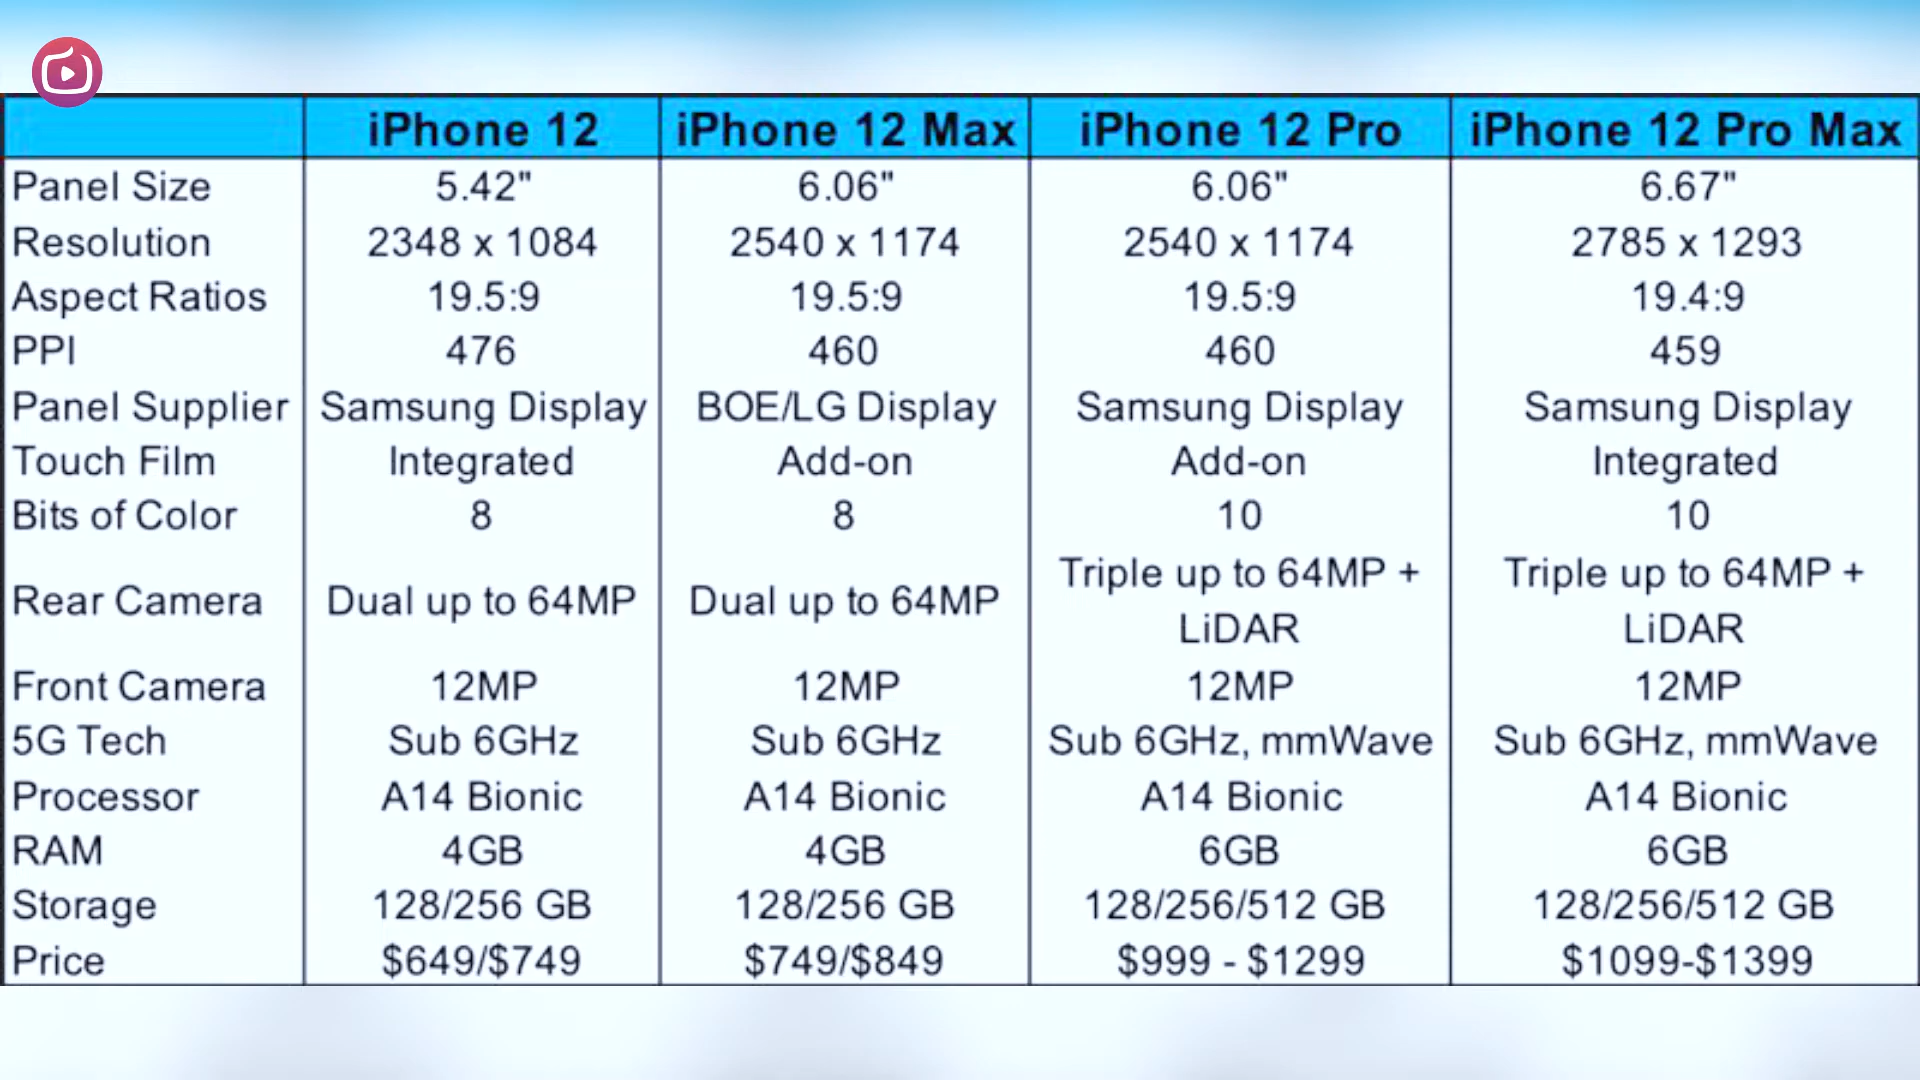 iPhone 12 iPhone 12 Max iPhone 12 Pro iPhone 12 Pro Max
Panel Size 5.42" 6.06" 6.06" 6.67"
Resolution 2348 x 1084 2540 x 1174 2540 x 1174 2785 x 1293
Aspect Ratios 19.5:9 19.5:9 19.5:9 19.4:9
PPI 476 460 460 459
Panel Supplier Samsung Display BOE/LG Display Samsung Display Samsung Display
Touch Film Integrated Add-on Add-on Integrated
Bits of Color 8 8 10 10
Rear Camera Dual up to 64MP Dual up to 64MP Triple up to 64MP + LiDAR Triple up to 64MP + LiDAR
Front Camera 12MP 12MP 12MP 12MP
5G Tech Sub 6GHz Sub 6GHz Sub 6GHz, mmWave Sub 6GHz, mmWave
Processor A14 Bionic A14 Bionic A14 Bionic A14 Bionic
RAM 4GB 4GB 6GB 6GB
Storage 128/256 GB 128/256 GB 128/256/512 GB 128/256/512 GB
Price $649/$749 $749/$849 $999 - $1299 $1099-$1399